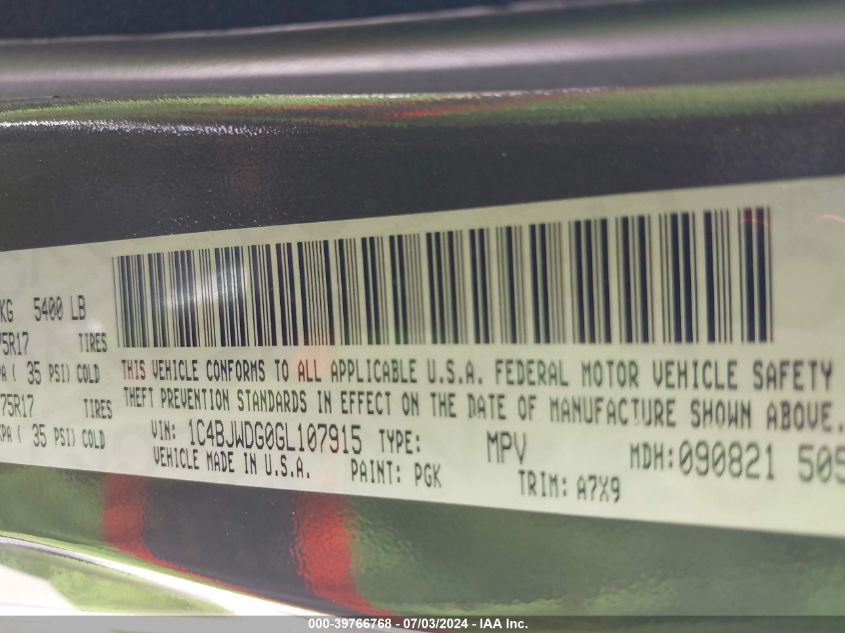 KG 5400 LB
75R17 TIRES
PA ( 35 PSI) COLD
75R17 TIRES
KPA ( 35 PSI) COLD
THIS VEHICLE CONFORMS TO ALL APPLICABLE U.S.A. FEDERAL MOTOR VEHICLE SAFETY
THEFT PREVENTION STANDARDS IN EFFECT ON THE DATE OF MANUFACTURE SHOWN ABOVE.
VIN: 1C4BJWDG0GL107915 TYPE: MPV MDH:090821 505
VEHICLE MADE IN U.S.A. PAINT: PGK TRIM: A7X9
000-39766768 - 07/03/2024 - IAA Inc.